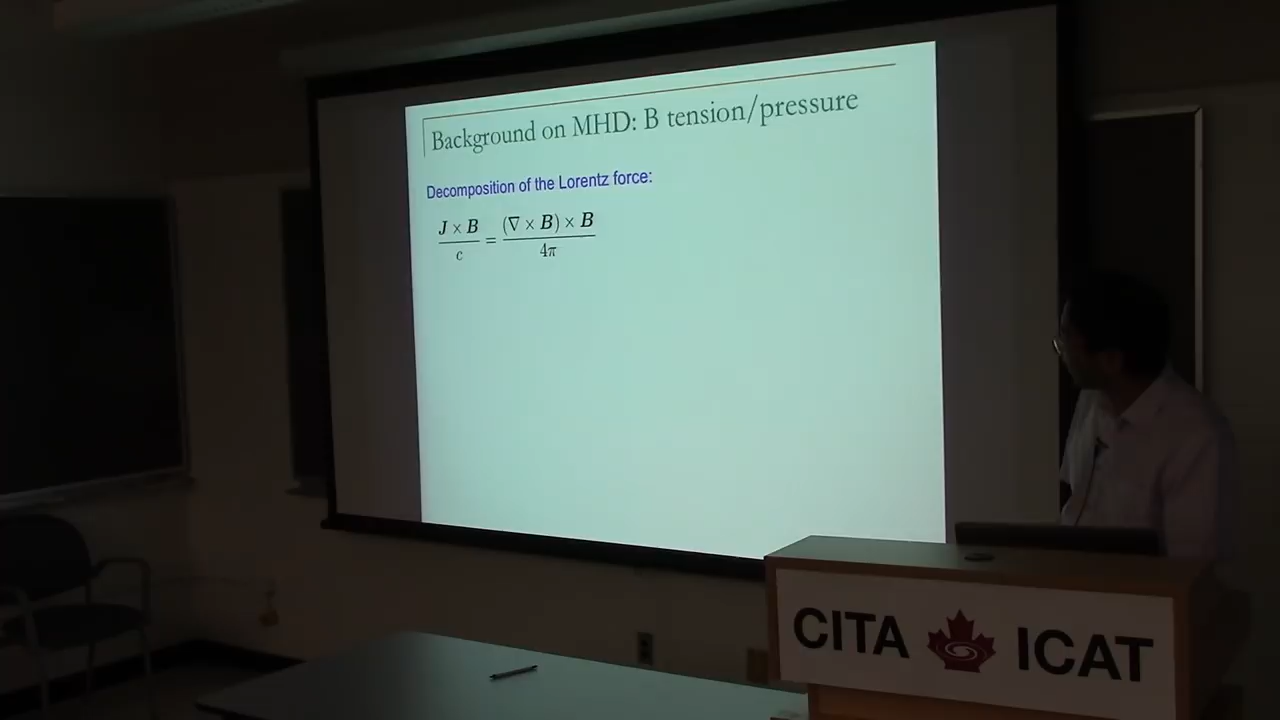 Background on MHD: B tension/pressure
Decomposition of the Lorentz force:
J × B / c = (∇ × B) × B / 4π
CITA ICAT